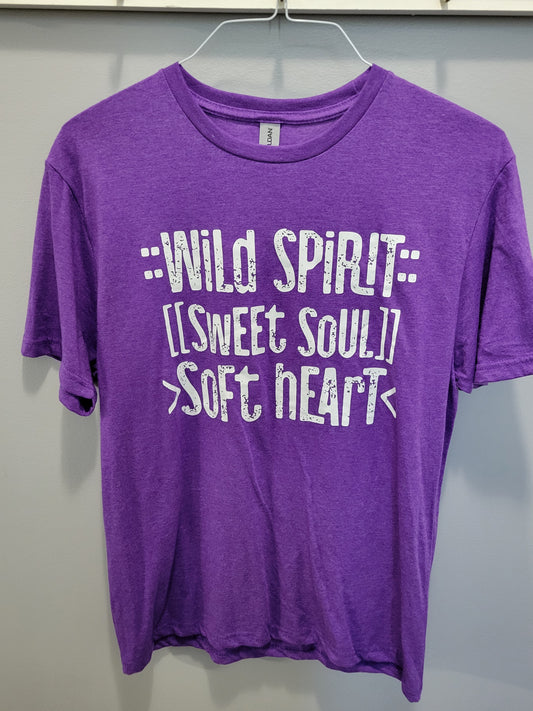 ::WiLd SPiRIT::
[[SWEEt SOUL]]
>SOFt hEArT<